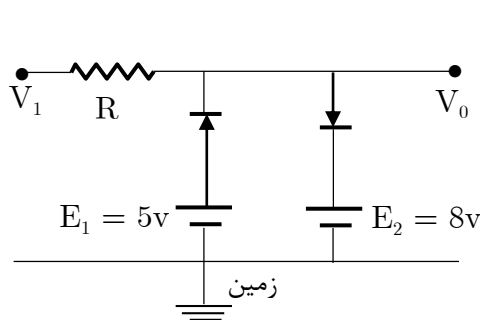 V₁
R
V₀
E₁ = 5v
E₂ = 8v
زمین